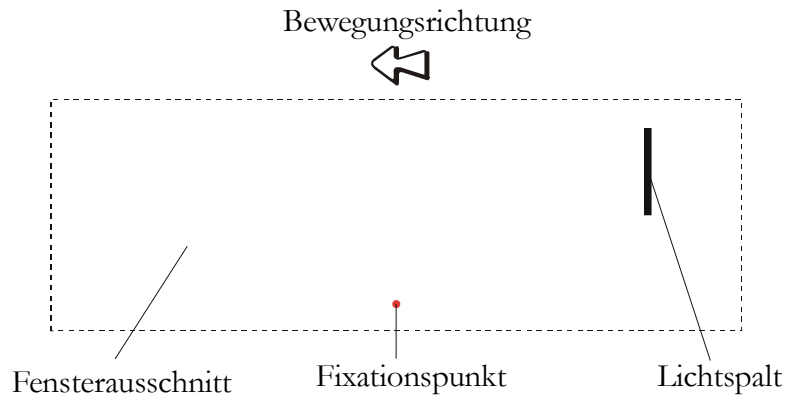 Bewegungsrichtung
Fensterausschnitt
Fixationspunkt
Lichtspalt